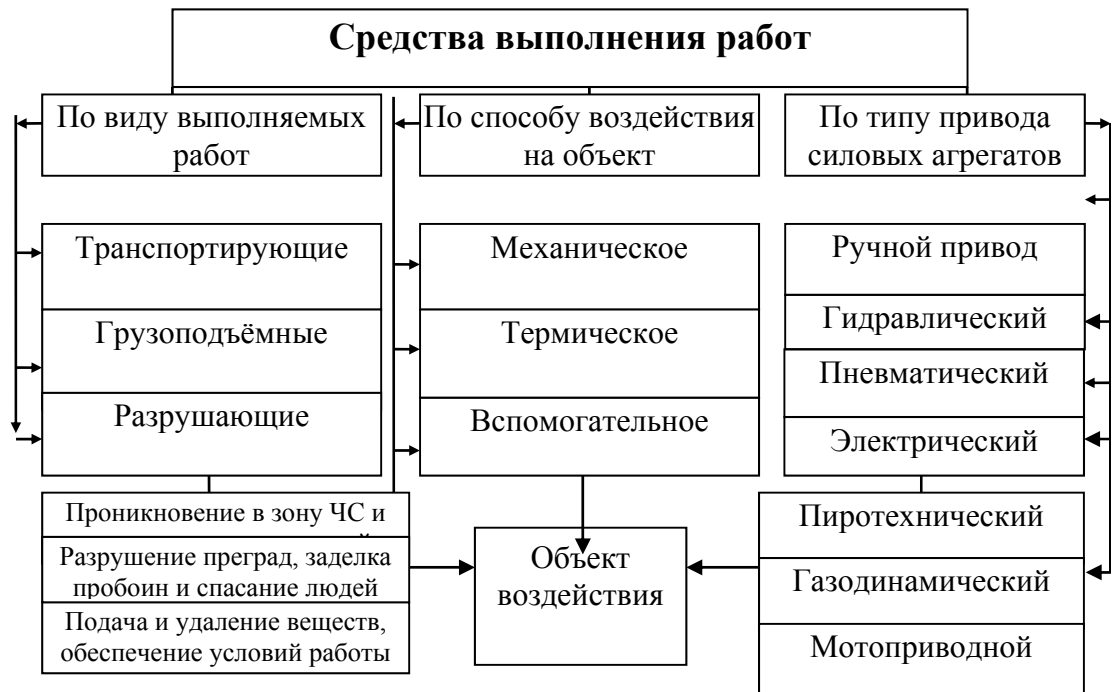 Средства выполнения работ
По виду выполняемых
работ
По способу воздействия
на объект
По типу привода
силовых агрегатов
Транспортирующие
Грузоподъёмные
Разрушающие
Механическое
Термическое
Вспомогательное
Ручной привод
Гидравлический
Пневматический
Электрический
Проникновение в зону ЧС и
Разрушение преград, заделка
пробоин и спасание людей
Подача и удаление веществ,
обеспечение условий работы
Объект
воздействия
Пиротехнический
Газодинамический
Мотоприводной